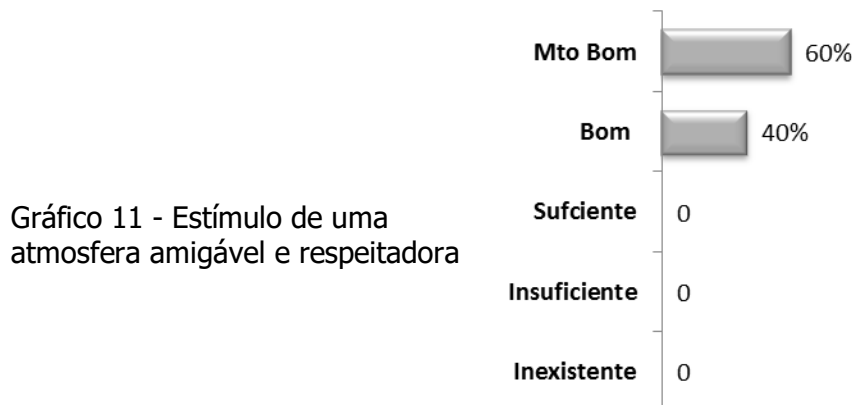 Mto Bom 60%
Bom 40%
Sufciente 0
Gráfico 11 - Estímulo de uma
atmosfera amigável e respeitadora
Insuficiente 0
Inexistente 0